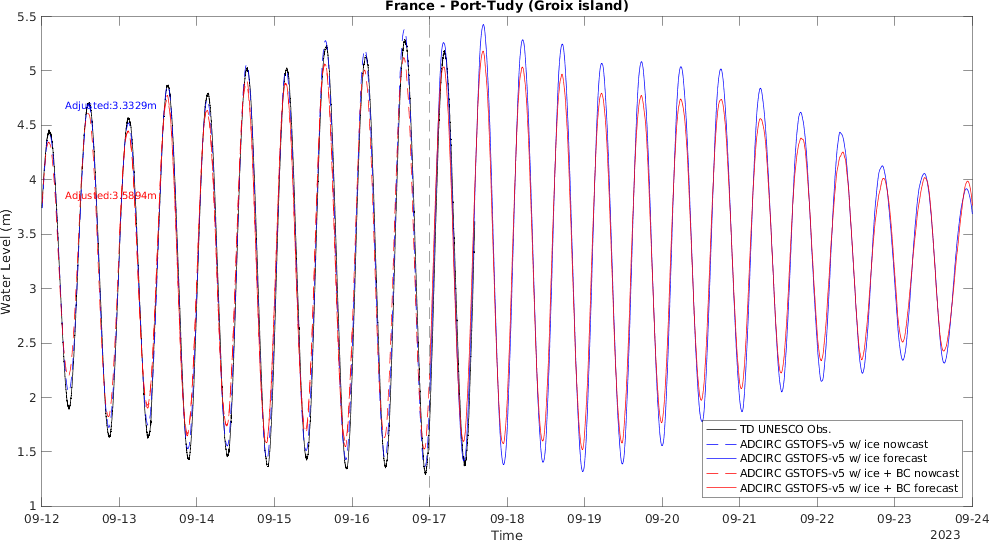 France - Port-Tudy (Groix island)
5.5
5
4.5
4
3.5
3
2.5
2
1.5
1
Water Level (m)
Adjusted:3.3329m
Adjusted:3.5894m
TD UNESCO Obs.
ADCIRC GSTOFS-v5 w/ ice nowcast
ADCIRC GSTOFS-v5 w/ ice forecast
ADCIRC GSTOFS-v5 w/ ice + BC nowcast
ADCIRC GSTOFS-v5 w/ ice + BC forecast
09-12 09-13 09-14 09-15 09-16 09-17 09-18 09-19 09-20 09-21 09-22 09-23 09-24
Time
2023